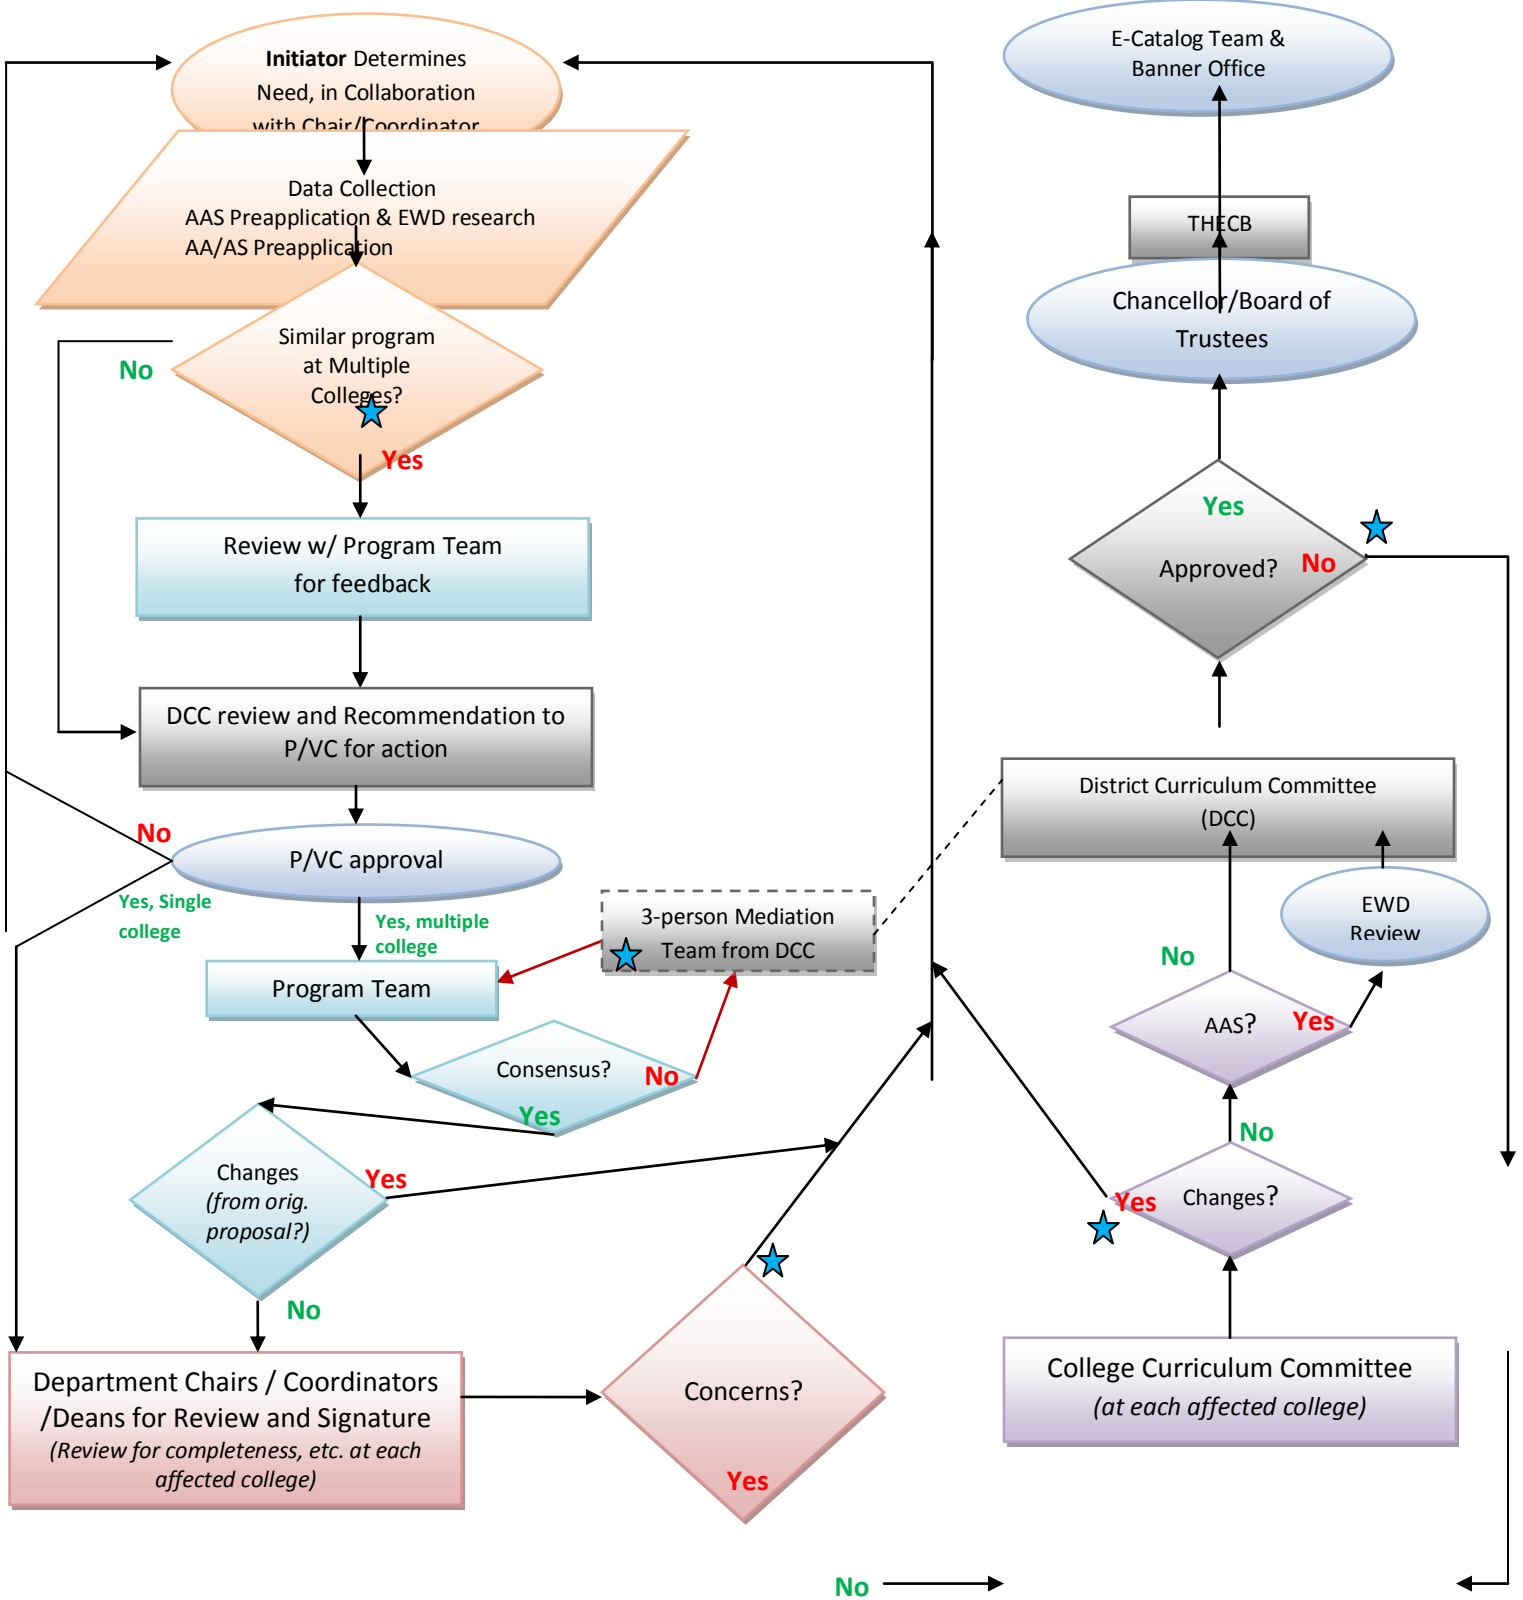 Initiator Determines
Need, in Collaboration
with Chair/Coordinator
Data Collection
AAS Preapplication & EWD research
AA/AS Preapplication
Similar program
at Multiple
Colleges?
No
Yes
Review w/ Program Team
for feedback
DCC review and Recommendation to
P/VC for action
No
P/VC approval
Yes, Single
college
Yes, multiple
college
Program Team
3-person Mediation
Team from DCC
Consensus?
No
Yes
Changes
(from orig.
proposal?)
Yes
No
Department Chairs / Coordinators
/Deans for Review and Signature
(Review for completeness, etc. at each
affected college)
Concerns?
Yes
No
E-Catalog Team &
Banner Office
THECB
Chancellor/Board of
Trustees
Yes
Approved?
No
District Curriculum Committee
(DCC)
EWD
Review
No
AAS?
Yes
No
Changes?
Yes
College Curriculum Committee
(at each affected college)